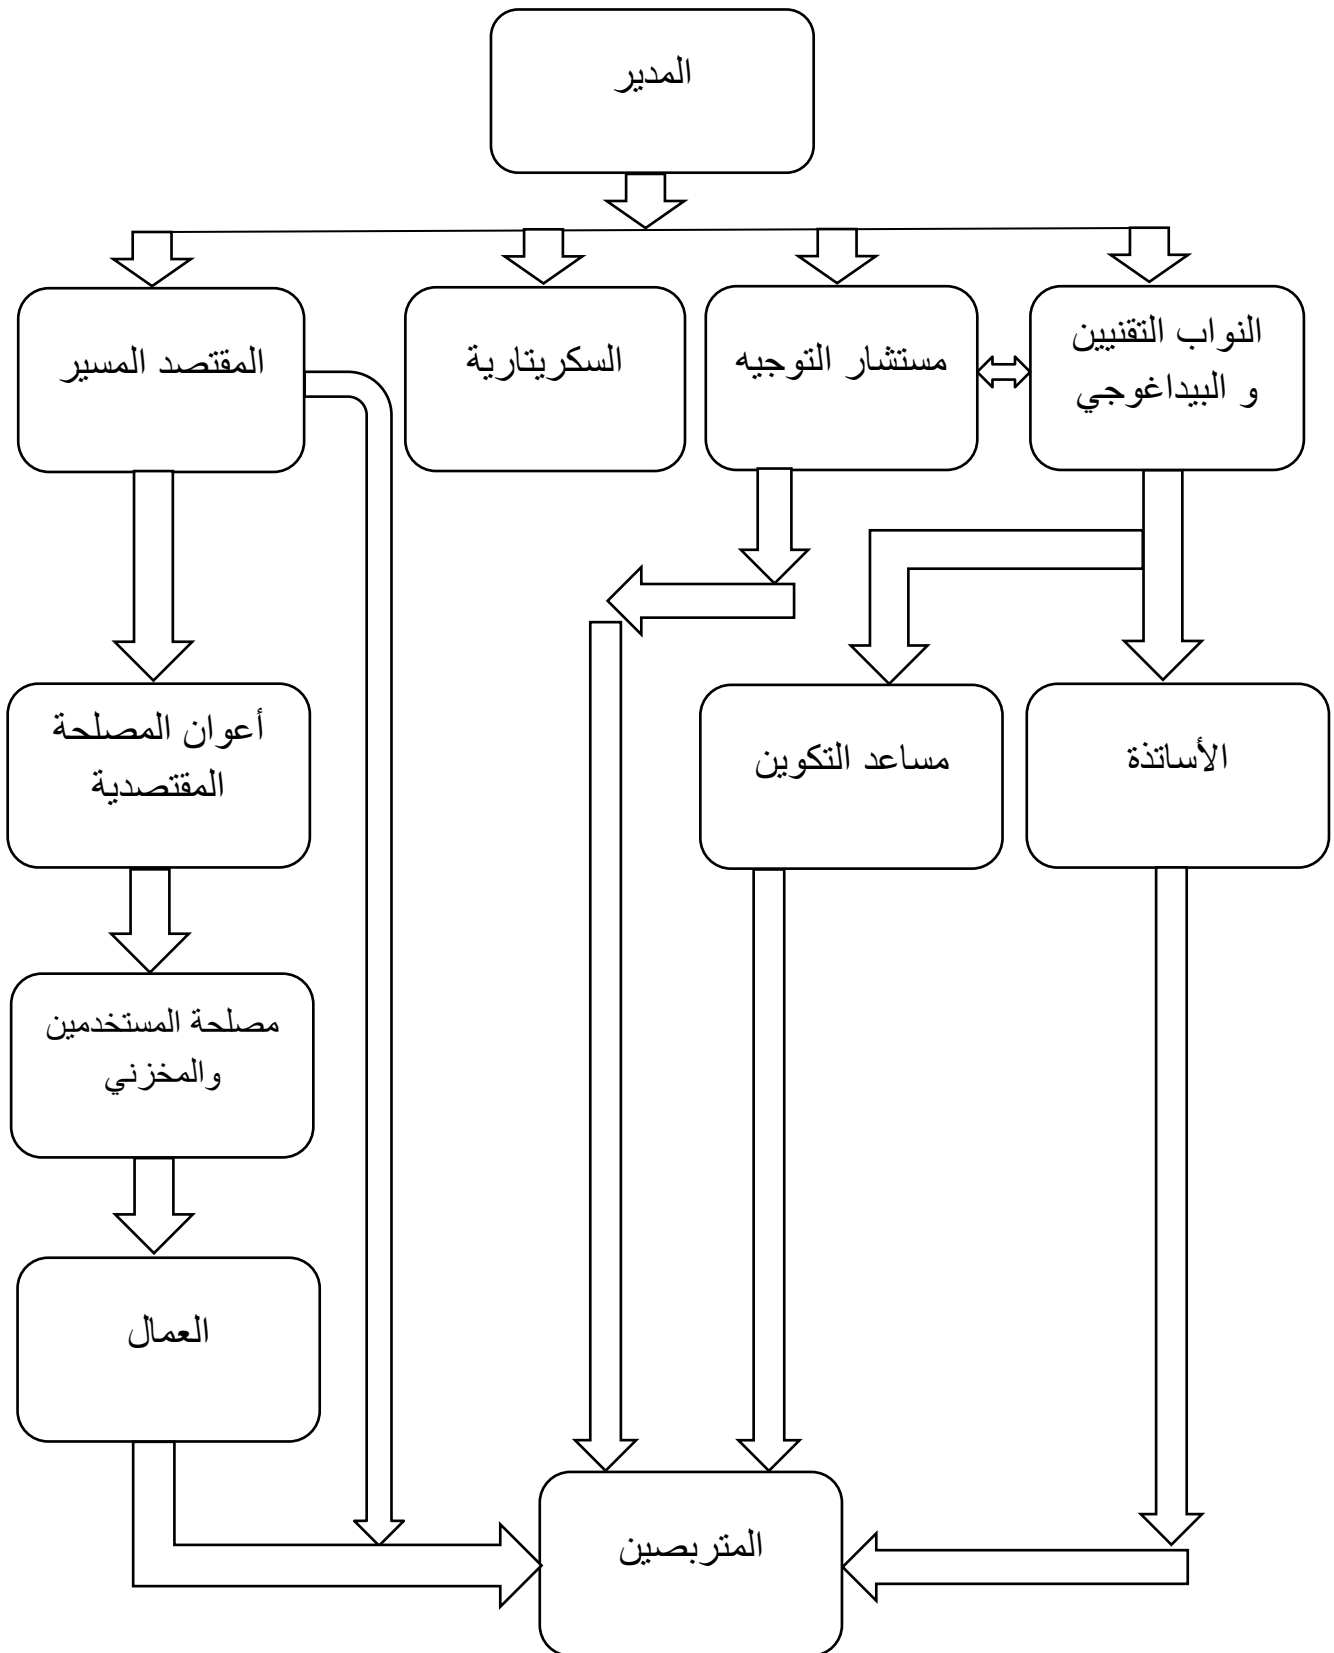 المدير
النواب التقنيين
و البيداغوجي
مستشار التوجيه
السكريتارية
المقتصد المسير
الأساتذة
مساعد التكوين
أعوان المصلحة
المقتصدية
مصلحة المستخدمين
والمخزني
العمال
المتربصين